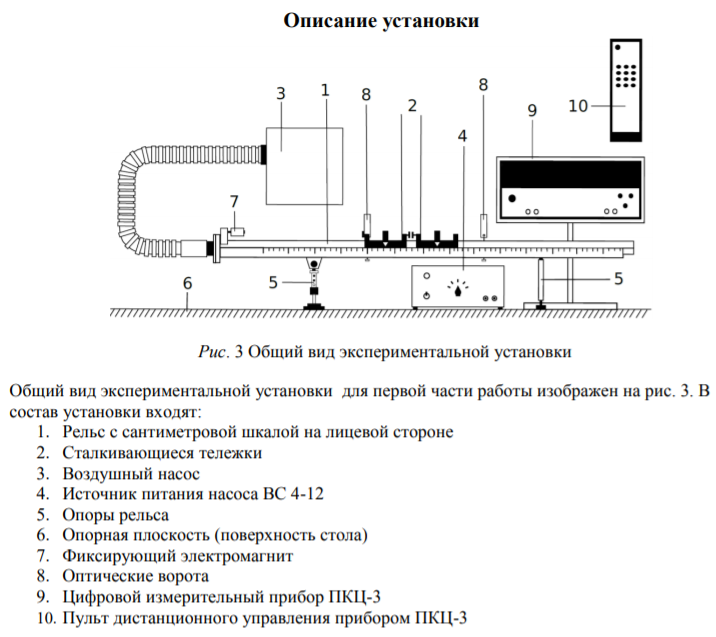 Описание установки
3
1
8
2
8
4
9
10
7
5
6
5
Рис. 3 Общий вид экспериментальной установки
Общий вид экспериментальной установки для первой части работы изображен на рис. 3. В
состав установки входят:
1. Рельс с сантиметровой шкалой на лицевой стороне
2. Сталкивающиеся тележки
3. Воздушный насос
4. Источник питания насоса ВС 4-12
5. Опоры рельса
6. Опорная плоскость (поверхность стола)
7. Фиксирующий электромагнит
8. Оптические ворота
9. Цифровой измерительный прибор ПКЦ-3
10. Пульт дистанционного управления прибором ПКЦ-3